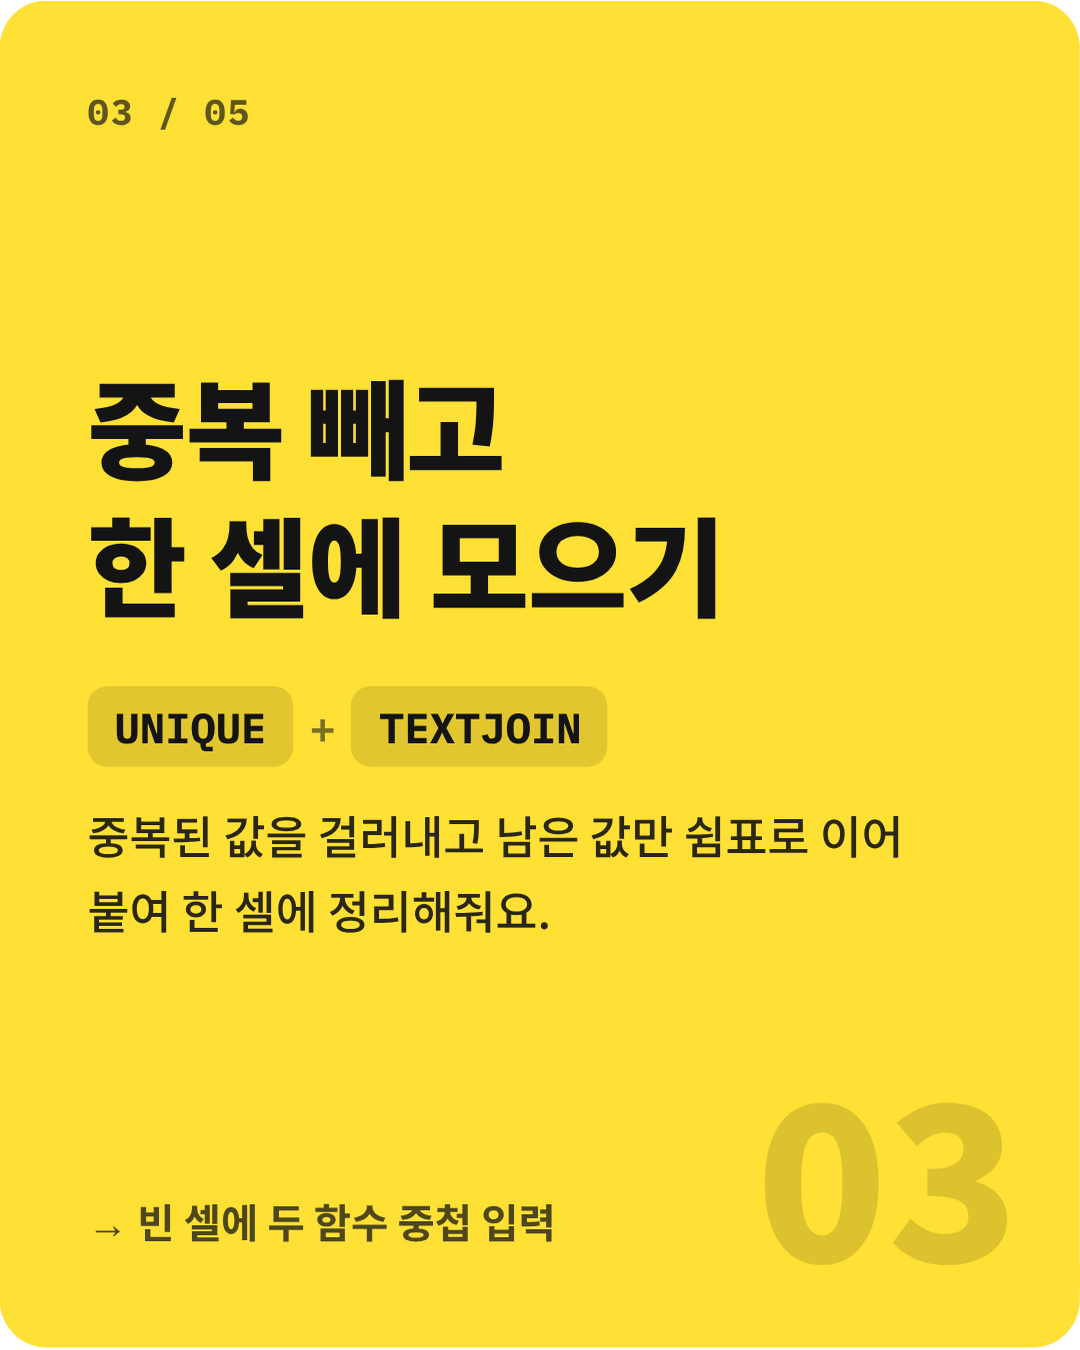 03 / 05
중복 빼고
한 셀에 모으기
UNIQUE + TEXTJOIN
중복된 값을 걸러내고 남은 값만 쉼표로 이어
붙여 한 셀에 정리해줘요.
→ 빈 셀에 두 함수 중첩 입력
03